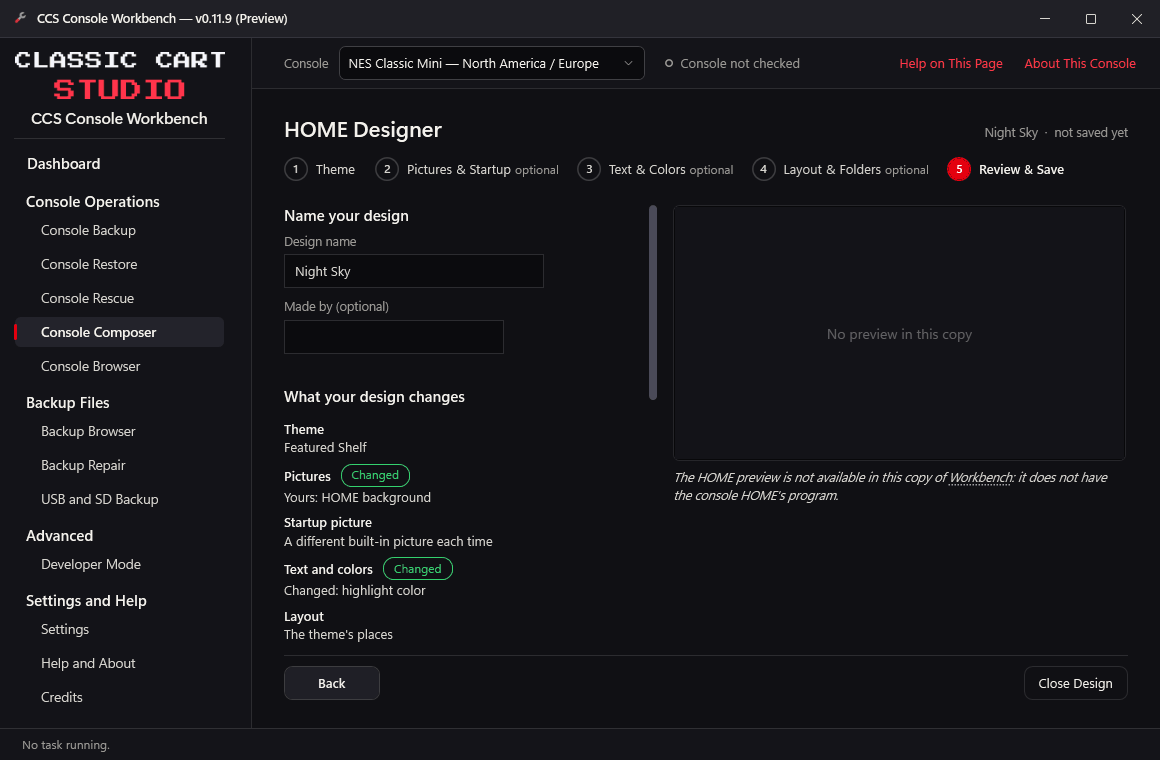 CCS Console Workbench — v0.11.9 (Preview)
CLASSIC CART
STUDIO
CCS Console Workbench
Dashboard
Console Operations
Console Backup
Console Restore
Console Rescue
Console Composer
Console Browser
Backup Files
Backup Browser
Backup Repair
USB and SD Backup
Advanced
Developer Mode
Settings and Help
Settings
Help and About
Credits
Console
NES Classic Mini — North America / Europe
Console not checked
Help on This Page
About This Console
HOME Designer
Night Sky · not saved yet
1 Theme
2 Pictures & Startup optional
3 Text & Colors optional
4 Layout & Folders optional
5 Review & Save
Name your design
Design name
Night Sky
Made by (optional)
What your design changes
Theme
Featured Shelf
Pictures Changed
Yours: HOME background
Startup picture
A different built-in picture each time
Text and colors Changed
Changed: highlight color
Layout
The theme's places
No preview in this copy
The HOME preview is not available in this copy of Workbench: it does not have
the console HOME's program.
Back
Close Design
No task running.